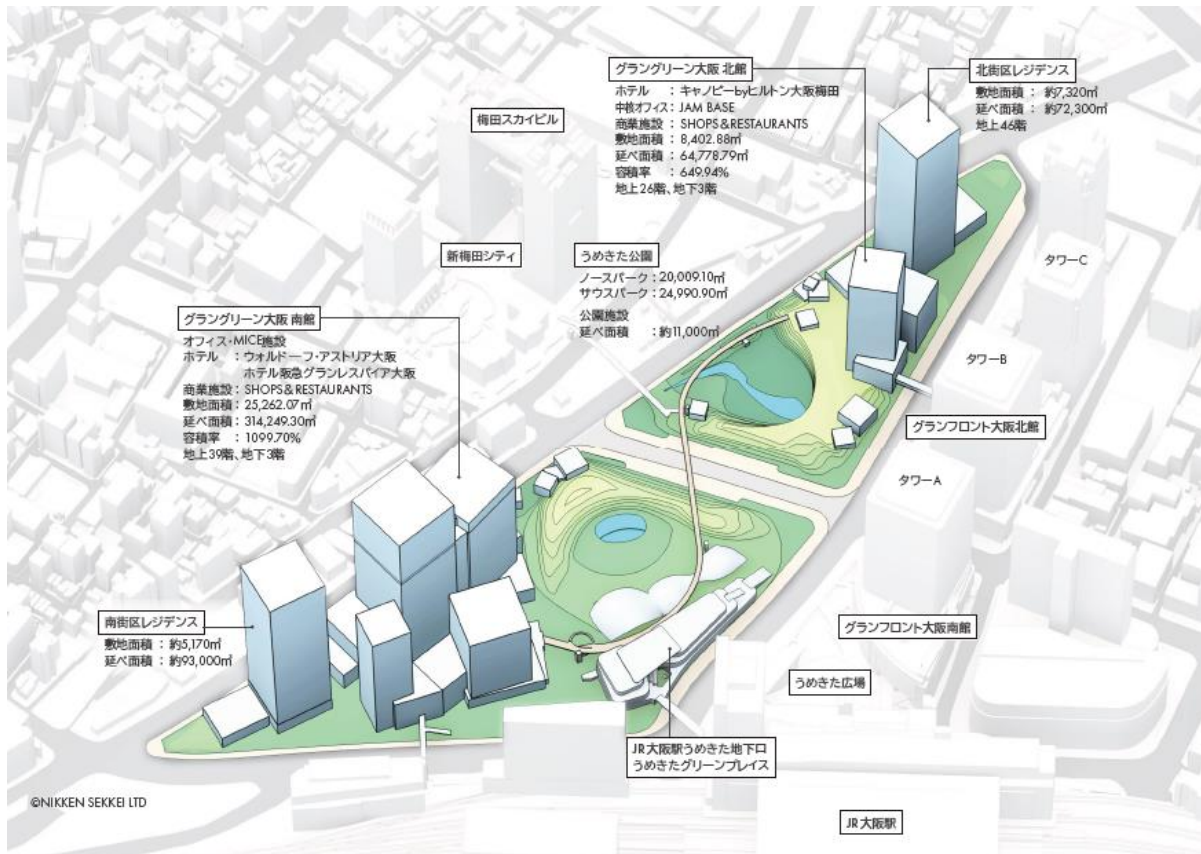 グラングリーン大阪 北館
ホテル　：キャノピーbyヒルトン大阪梅田
中核オフィス：JAM BASE
商業施設：SHOPS&RESTAURANTS
敷地面積：8,402.88㎡
延べ面積：64,778.79㎡
容積率　：649.94%
地上26階、地下3階
北街区レジデンス
敷地面積：約7,320㎡
延べ面積：約72,300㎡
地上46階
梅田スカイビル
新梅田シティ
うめきた公園
ノースパーク：20,009.10㎡
サウスパーク：24,990.90㎡
公園施設
延べ面積　：約11,000㎡
タワーC
タワーB
グランフロント大阪北館
タワーA
グラングリーン大阪 南館
オフィス・MICE施設
ホテル　：ウォルドーフ・アストリア大阪
ホテル阪急グランレスパイア大阪
商業施設：SHOPS&RESTAURANTS
敷地面積：25,262.07㎡
延べ面積：314,249.30㎡
容積率　：1099.70%
地上39階、地下3階
南街区レジデンス
敷地面積：約5,170㎡
延べ面積：約93,000㎡
グランフロント大阪南館
うめきた広場
JR大阪駅うめきた地下口
うめきたグリーンプレイス
JR大阪駅
©NIKKEN SEKKEI LTD